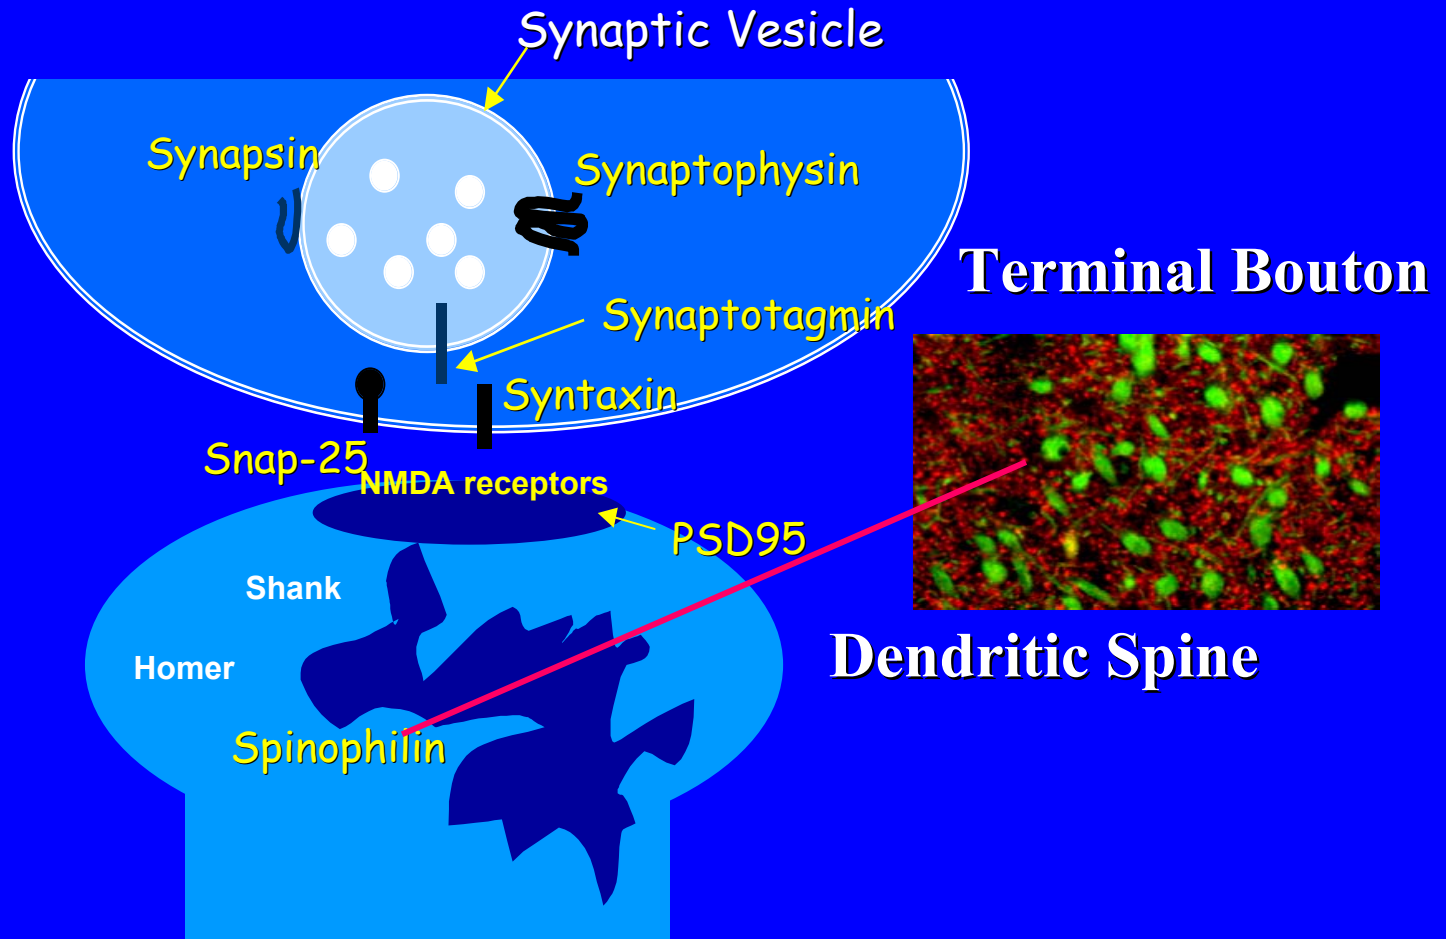 Synaptic Vesicle
Synapsin
Synaptophysin
Terminal Bouton
Synaptotagmin
Syntaxin
Snap-25
NMDA receptors
PSD95
Shank
Dendritic Spine
Homer
Spinophilin